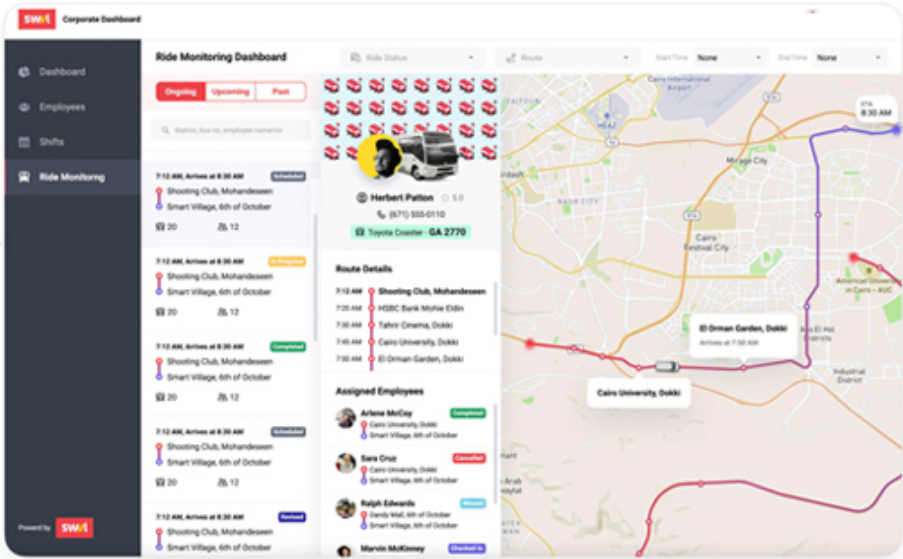 SWVL Corporate Dashboard
Dashboard
Employees
Shifts
Ride Monitorng
Powered by SWVL
Ride Monitoring Dashboard
Ride Status
Route
Start Time None
End Time None
Ongoing Upcoming Past
Station, bus no, employee name/no
7:12 AM, Arrives at 8:30 AM Scheduled
Shooting Club, Mohandeseen
Smart Village, 6th of October
20 12
7:12 AM, Arrives at 8:30 AM In Progress
Shooting Club, Mohandeseen
Smart Village, 6th of October
20 12
7:12 AM, Arrives at 8:30 AM Completed
Shooting Club, Mohandeseen
Smart Village, 6th of October
20 12
7:12 AM, Arrives at 8:30 AM Scheduled
Shooting Club, Mohandeseen
Smart Village, 6th of October
20 12
7:12 AM, Arrives at 8:30 AM Revised
Shooting Club, Mohandeseen
Smart Village, 6th of October
Herbert Patton 5.0
(671) 555-0110
Toyota Coaster - GA 2770
Route Details
7:12 AM Shooting Club, Mohandeseen
7:20 AM HSBC Bank Mohie Eldin
7:30 AM Tahrir Cinema, Dokki
7:45 AM Cairo University, Dokki
7:50 AM El Orman Garden, Dokki
Assigned Employees
Arlene McCoy Completed
Cairo University, Dokki
Smart Village, 6th of October
Sara Cruz Cancelled
Cairo University, Dokki
Smart Village, 6th of October
Ralph Edwards Missed
Dandy Mall, 6th of October
Smart Village, 6th of October
Marvin McKinney Checked In
Cairo International
Airport
ETA
8:30 AM
Mirage City
NASR CITY
Cairo
Festival City
American University
in Cairo - AUC
El Orman Garden, Dokki
Arrives at 7:50 AM
Cairo University, Dokki
Industrial
District